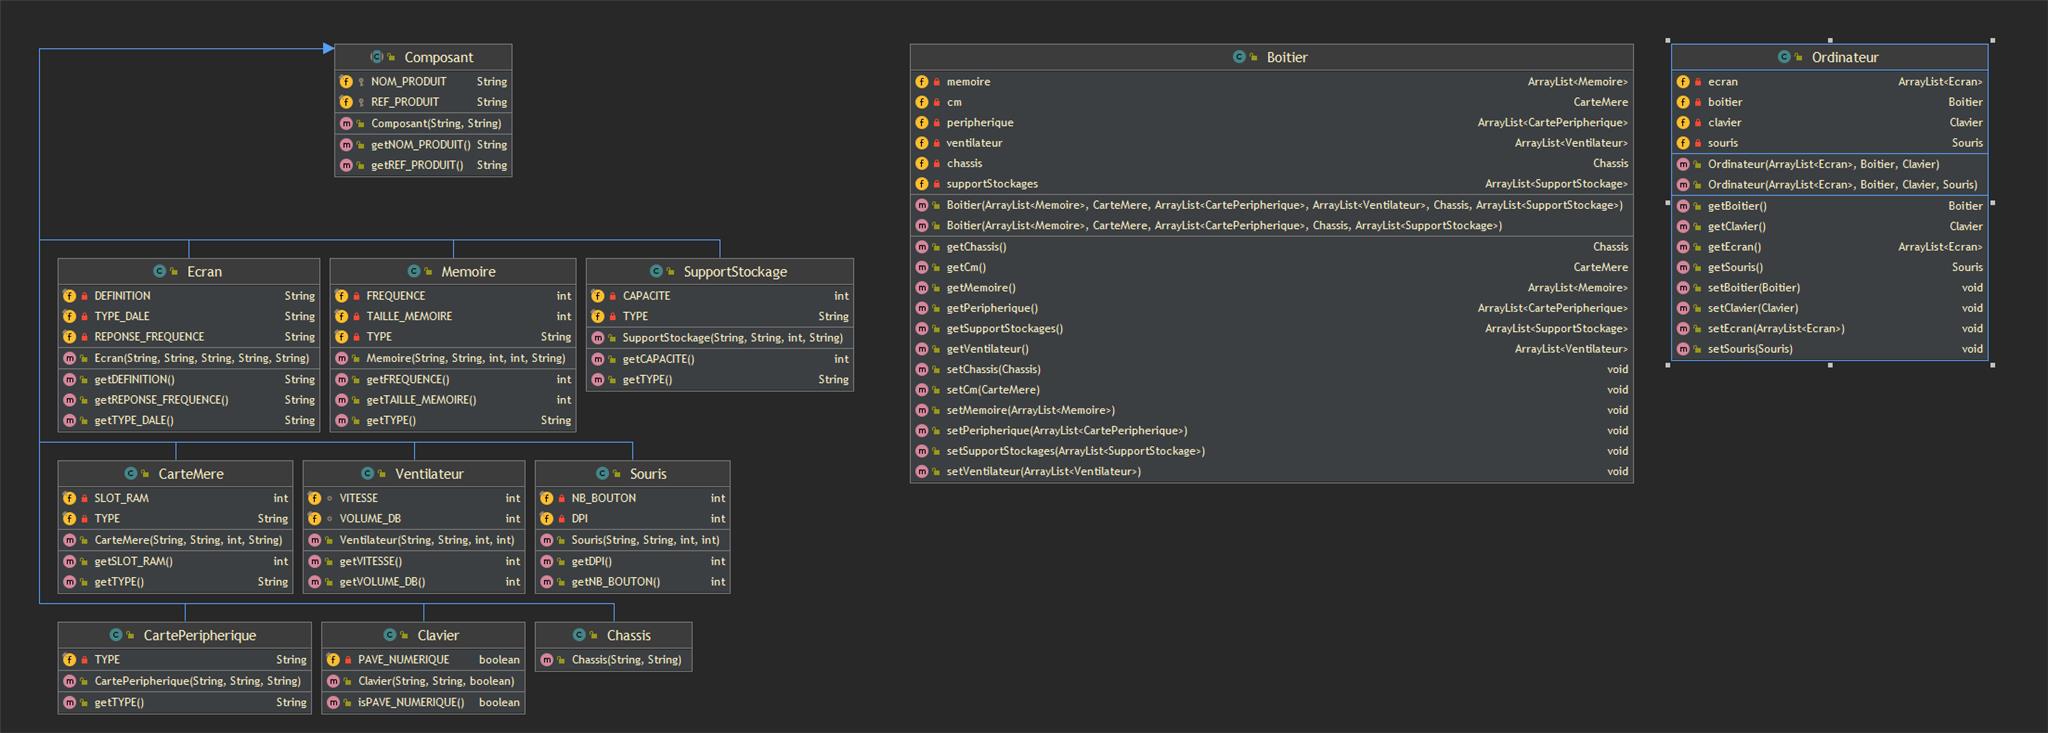 Composant
NOM_PRODUIT String
REF_PRODUIT String
Composant(String, String)
getNOM_PRODUIT() String
getREF_PRODUIT() String
Ecran
DEFINITION String
TYPE_DALE String
REPONSE_FREQUENCE String
Ecran(String, String, String, String, String)
getDEFINITION() String
getREPONSE_FREQUENCE() String
getTYPE_DALE() String
Memoire
FREQUENCE int
TAILLE_MEMOIRE int
TYPE String
Memoire(String, String, int, int, String)
getFREQUENCE() int
getTAILLE_MEMOIRE() int
getTYPE() String
SupportStockage
CAPACITE int
TYPE String
SupportStockage(String, String, int, String)
getCAPACITE() int
getTYPE() String
CarteMere
SLOT_RAM int
TYPE String
CarteMere(String, String, int, String)
getSLOT_RAM() int
getTYPE() String
Ventilateur
VITESSE int
VOLUME_DB int
Ventilateur(String, String, int, int)
getVITESSE() int
getVOLUME_DB() int
Souris
NB_BOUTON int
DPI int
Souris(String, String, int, int)
getDPI() int
getNB_BOUTON() int
CartePeripherique
TYPE String
CartePeripherique(String, String, String)
getTYPE() String
Clavier
PAVE_NUMERIQUE boolean
Clavier(String, String, boolean)
isPAVE_NUMERIQUE() boolean
Chassis
Chassis(String, String)
Boitier
memoire ArrayList<Memoire>
cm CarteMere
peripherique ArrayList<CartePeripherique>
ventilateur ArrayList<Ventilateur>
chassis Chassis
supportStockages ArrayList<SupportStockage>
Boitier(ArrayList<Memoire>, CarteMere, ArrayList<CartePeripherique>, ArrayList<Ventilateur>, Chassis, ArrayList<SupportStockage>)
Boitier(ArrayList<Memoire>, CarteMere, ArrayList<CartePeripherique>, Chassis, ArrayList<SupportStockage>)
getChassis() Chassis
getCm() CarteMere
getMemoire() ArrayList<Memoire>
getPeripherique() ArrayList<CartePeripherique>
getSupportStockages() ArrayList<SupportStockage>
getVentilateur() ArrayList<Ventilateur>
setChassis(Chassis) void
setCm(CarteMere) void
setMemoire(ArrayList<Memoire>) void
setPeripherique(ArrayList<CartePeripherique>) void
setSupportStockages(ArrayList<SupportStockage>) void
setVentilateur(ArrayList<Ventilateur>) void
Ordinateur
ecran ArrayList<Ecran>
boitier Boitier
clavier Clavier
souris Souris
Ordinateur(ArrayList<Ecran>, Boitier, Clavier)
Ordinateur(ArrayList<Ecran>, Boitier, Clavier, Souris)
getBoitier() Boitier
getClavier() Clavier
getEcran() ArrayList<Ecran>
getSouris() Souris
setBoitier(Boitier) void
setClavier(Clavier) void
setEcran(ArrayList<Ecran>) void
setSouris(Souris) void